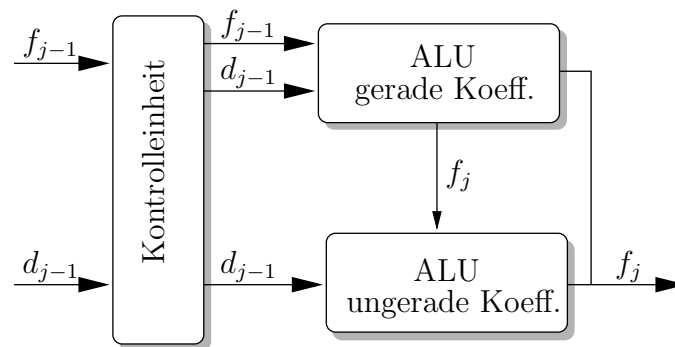 f_{j−1}
d_{j−1}
Kontrolleinheit
f_{j−1}
d_{j−1}
d_{j−1}
ALU
gerade Koeff.
f_j
ALU
ungerade Koeff.
f_j